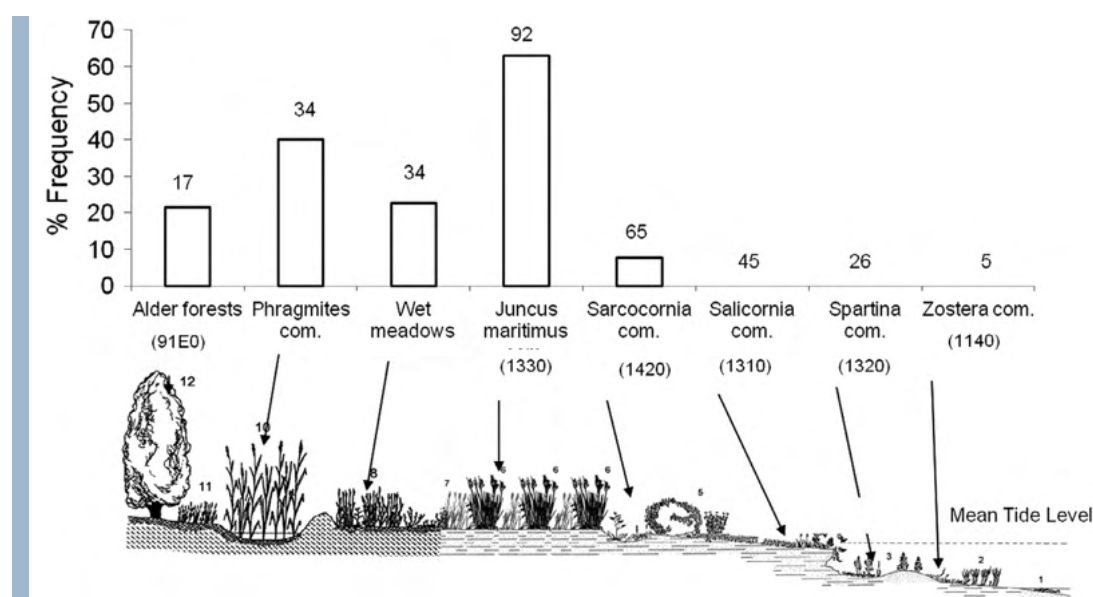 % Frequency
70
60
50
40
30
20
10
0
17
34
34
92
65
45
26
5
Alder forests
(91E0)
Phragmites
com.
Wet
meadows
Juncus
maritimus
(1330)
Sarcocornia
com.
(1420)
Salicornia
com.
(1310)
Spartina
com.
(1320)
Zostera com.
(1140)
12
11
10
8
7
6
6
6
5
Mean Tide Level
3
2
1